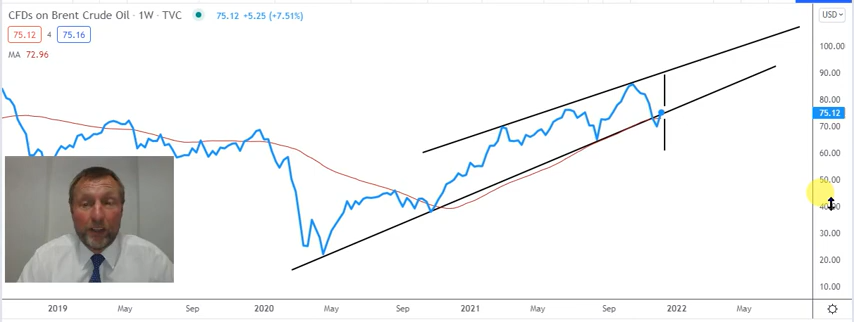 CFDs on Brent Crude Oil · 1W · TVC 75.12 +5.25 (+7.51%)
USD
75.12 4 75.16
MA 72.96
100.00
90.00
80.00
75.12
70.00
60.00
50.00
40.00
30.00
20.00
10.00
2019 May Sep 2020 May Sep 2021 May Sep 2022 May